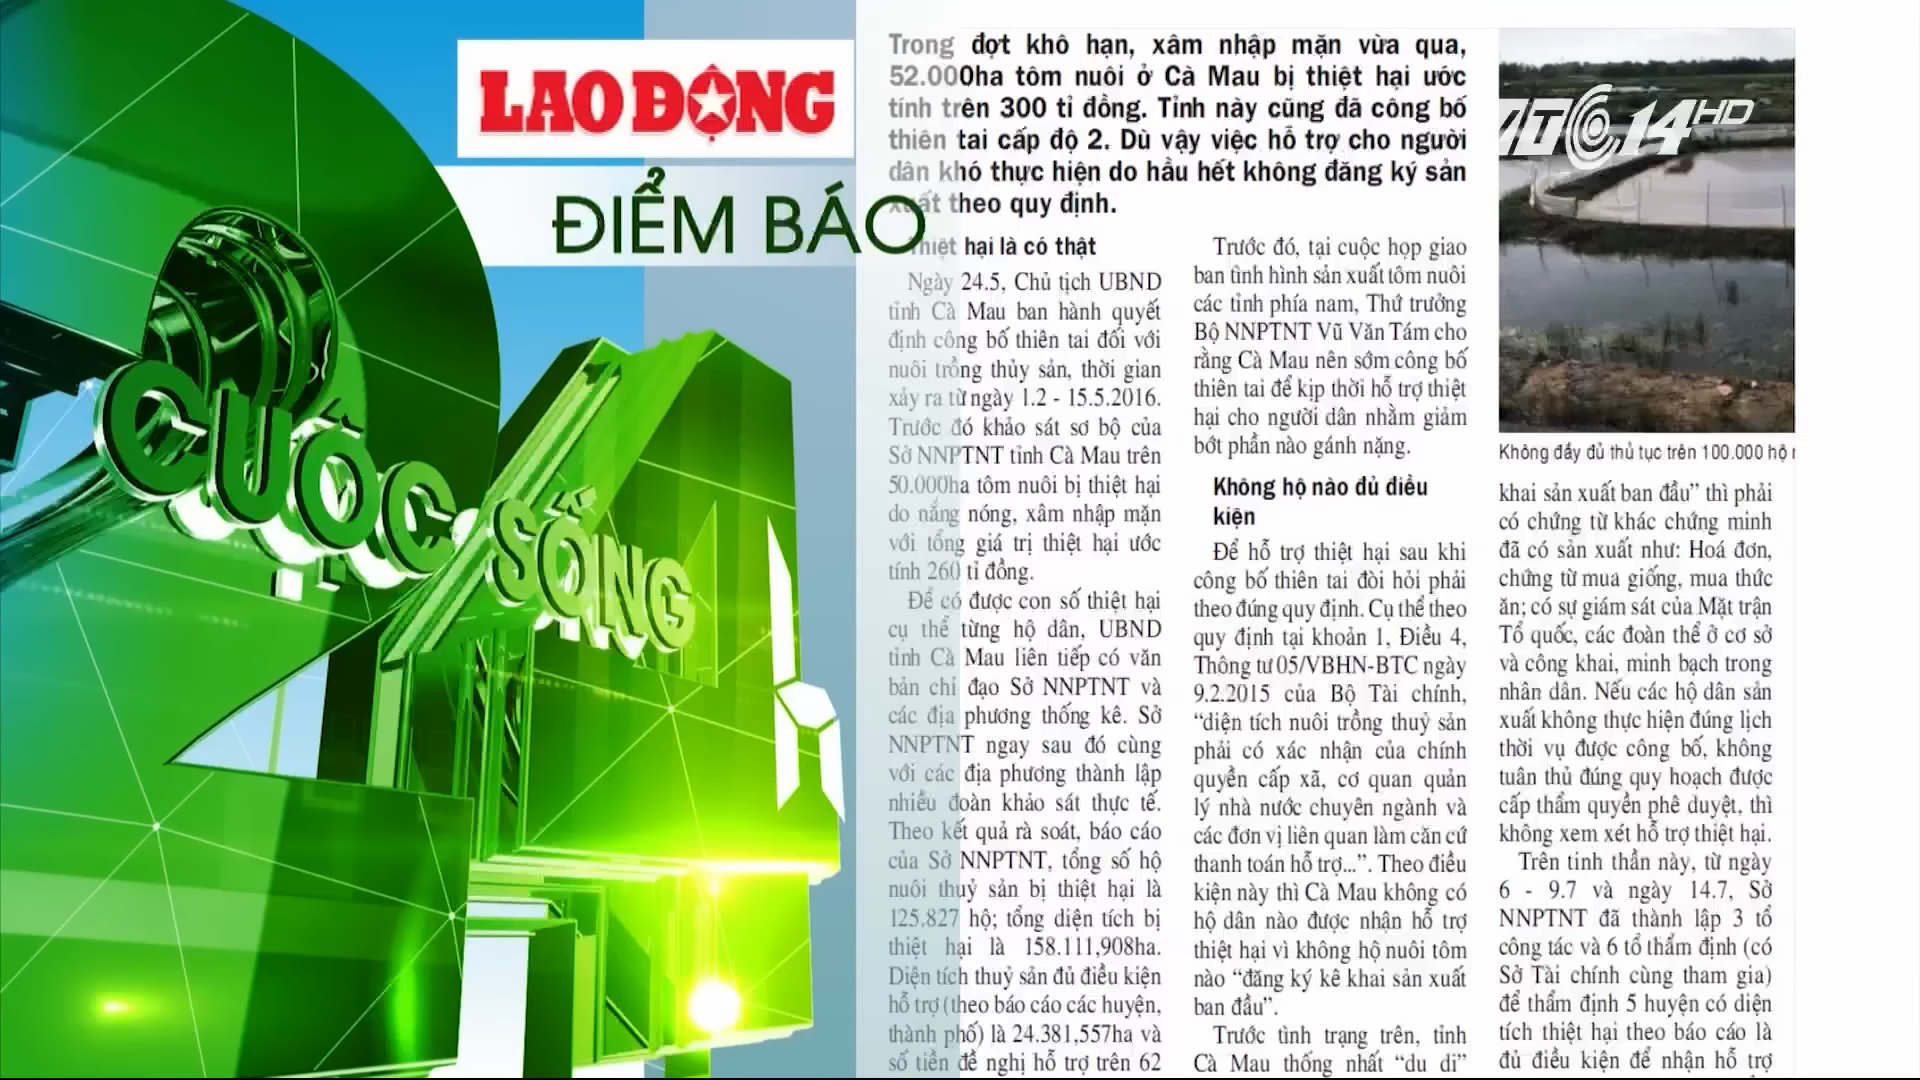 LAO ĐỘNG
ĐIỂM BÁO
CUỘC SỐNG
VTC14 HD
Trong đợt khô hạn, xâm nhập mặn vừa qua,
52.000ha tôm nuôi ở Cà Mau bị thiệt hại ước
tính trên 300 tỉ đồng. Tỉnh này cũng đã công bố
thiên tai cấp độ 2. Dù vậy việc hỗ trợ cho người
dân khó thực hiện do hầu hết không đăng ký sản
xuất theo quy định.
Thiệt hại là có thật
Ngày 24.5, Chủ tịch UBND
tỉnh Cà Mau ban hành quyết
định công bố thiên tai đối với
nuôi trồng thủy sản, thời gian
xảy ra từ ngày 1.2 - 15.5.2016.
Trước đó khảo sát sơ bộ của
Sở NNPTNT tỉnh Cà Mau trên
50.000ha tôm nuôi bị thiệt hại
do nắng nóng, xâm nhập mặn
với tổng giá trị thiệt hại ước
tính 260 tỉ đồng.
Để có được con số thiệt hại
cụ thể từng hộ dân, UBND
tỉnh Cà Mau liên tiếp có văn
bản chỉ đạo Sở NNPTNT và
các địa phương thống kê. Sở
NNPTNT ngay sau đó cùng
với các địa phương thành lập
nhiều đoàn khảo sát thực tế.
Theo kết quả rà soát, báo cáo
của Sở NNPTNT, tổng số hộ
nuôi thuỷ sản bị thiệt hại là
125.827 hộ; tổng diện tích bị
thiệt hại là 158.111,908ha.
Diện tích thuỷ sản đủ điều kiện
hỗ trợ (theo báo cáo các huyện,
thành phố) là 24.381,557ha và
số tiền đề nghị hỗ trợ trên 62
Trước đó, tại cuộc họp giao
ban tình hình sản xuất tôm nuôi
các tỉnh phía nam, Thứ trưởng
Bộ NNPTNT Vũ Văn Tám cho
rằng Cà Mau nên sớm công bố
thiên tai để kịp thời hỗ trợ thiệt
hại cho người dân nhằm giảm
bớt phần nào gánh nặng.
Không hộ nào đủ điều
kiện
Để hỗ trợ thiệt hại sau khi
công bố thiên tai đòi hỏi phải
theo đúng quy định. Cụ thể theo
quy định tại khoản 1, Điều 4,
Thông tư 05/VBHN-BTC ngày
9.2.2015 của Bộ Tài chính,
“diện tích nuôi trồng thuỷ sản
phải có xác nhận của chính
quyền cấp xã, cơ quan quản
lý nhà nước chuyên ngành và
các đơn vị liên quan làm căn cứ
thanh toán hỗ trợ...”. Theo điều
kiện này thì Cà Mau không có
hộ dân nào được nhận hỗ trợ
thiệt hại vì không hộ nuôi tôm
nào “đăng ký kê khai sản xuất
ban đầu”.
Trước tình trạng trên, tỉnh
Cà Mau thống nhất “du di”
Không đầy đủ thủ tục trên 100.000 hộ
khai sản xuất ban đầu” thì phải
có chứng từ khác chứng minh
đã có sản xuất như: Hoá đơn,
chứng từ mua giống, mua thức
ăn; có sự giám sát của Mặt trận
Tổ quốc, các đoàn thể ở cơ sở
và công khai, minh bạch trong
nhân dân. Nếu các hộ dân sản
xuất không thực hiện đúng lịch
thời vụ được công bố, không
tuân thủ đúng quy hoạch được
cấp thẩm quyền phê duyệt, thì
không xem xét hỗ trợ thiệt hại.
Trên tinh thần này, từ ngày
6 - 9.7 và ngày 14.7, Sở
NNPTNT đã thành lập 3 tổ
công tác và 6 tổ thẩm định (có
Sở Tài chính cùng tham gia)
để thẩm định 5 huyện có diện
tích thiệt hại theo báo cáo là
đủ điều kiện để nhận hỗ trợ